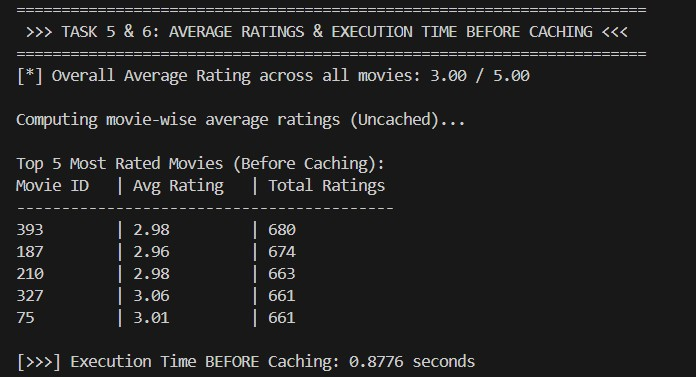 ======================================================================
>>> TASK 5 & 6: AVERAGE RATINGS & EXECUTION TIME BEFORE CACHING <<<
======================================================================
[*] Overall Average Rating across all movies: 3.00 / 5.00
Computing movie-wise average ratings (Uncached)...
Top 5 Most Rated Movies (Before Caching):
Movie ID   | Avg Rating   | Total Ratings
------------------------------------------
393        | 2.98         | 680
187        | 2.96         | 674
210        | 2.98         | 663
327        | 3.06         | 661
75         | 3.01         | 661
[>>>] Execution Time BEFORE Caching: 0.8776 seconds